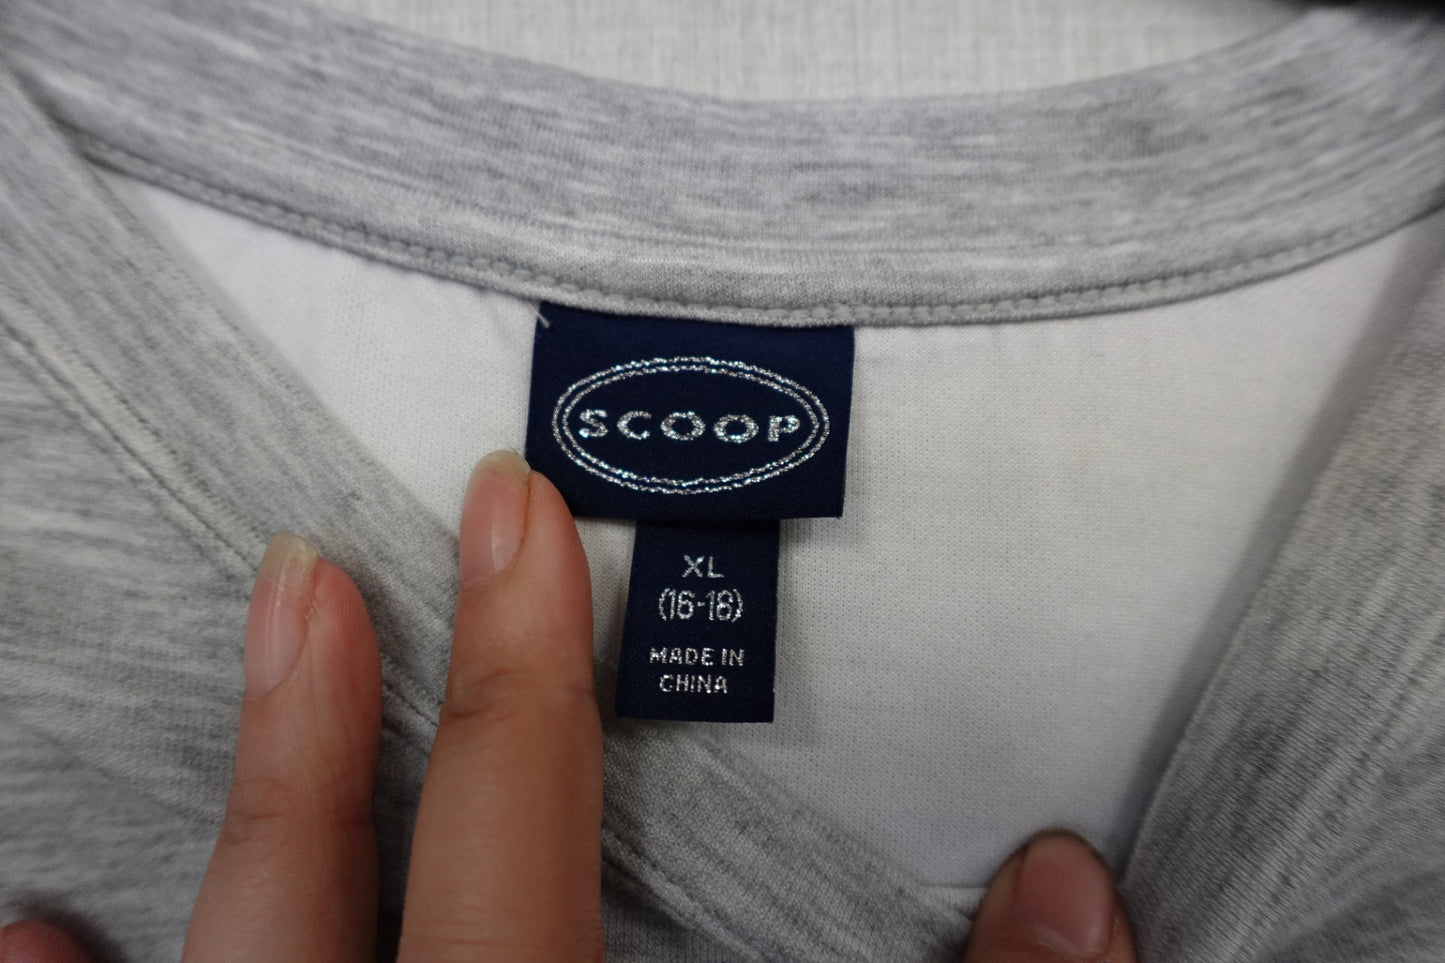 SCOOP
XL
(16-18)
MADE IN
CHINA